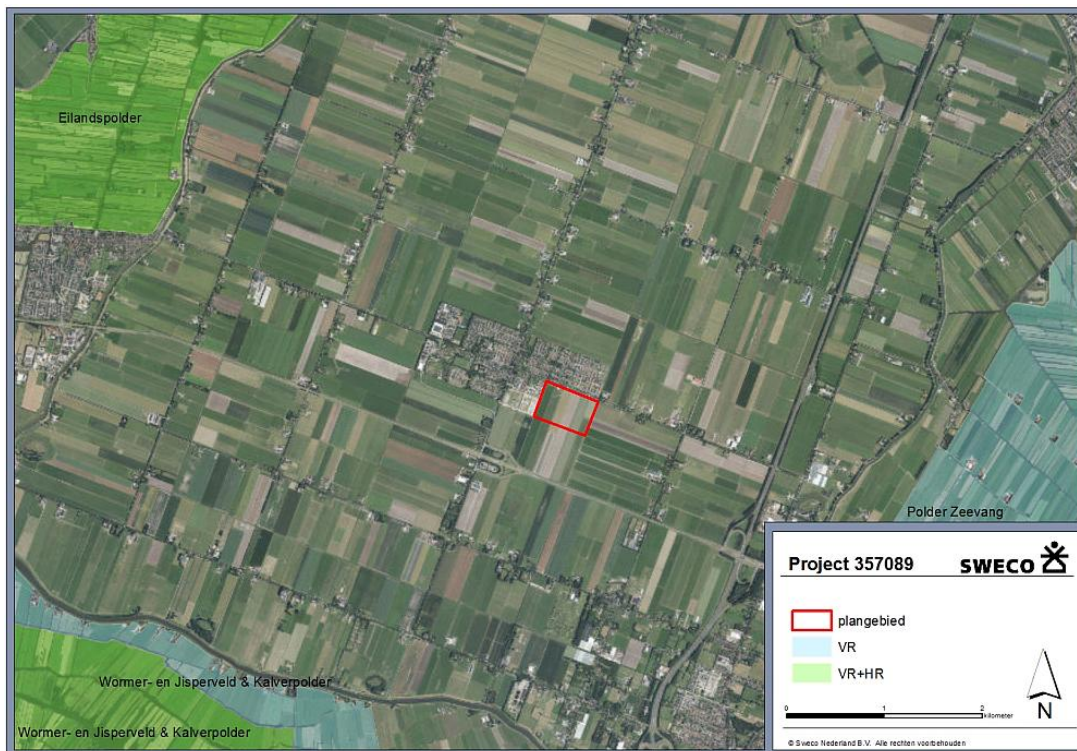 Eilandspolder
Polder Zeevang
Wormer- en Jisperveld & Kalverpolder
Wormer- en Jisperveld & Kalverpolder
Project 357089
SWECO
plangebied
VR
VR+HR
0 1 2
kilometer
N
© Sweco Nederland B.V. Alle rechten voorbehouden